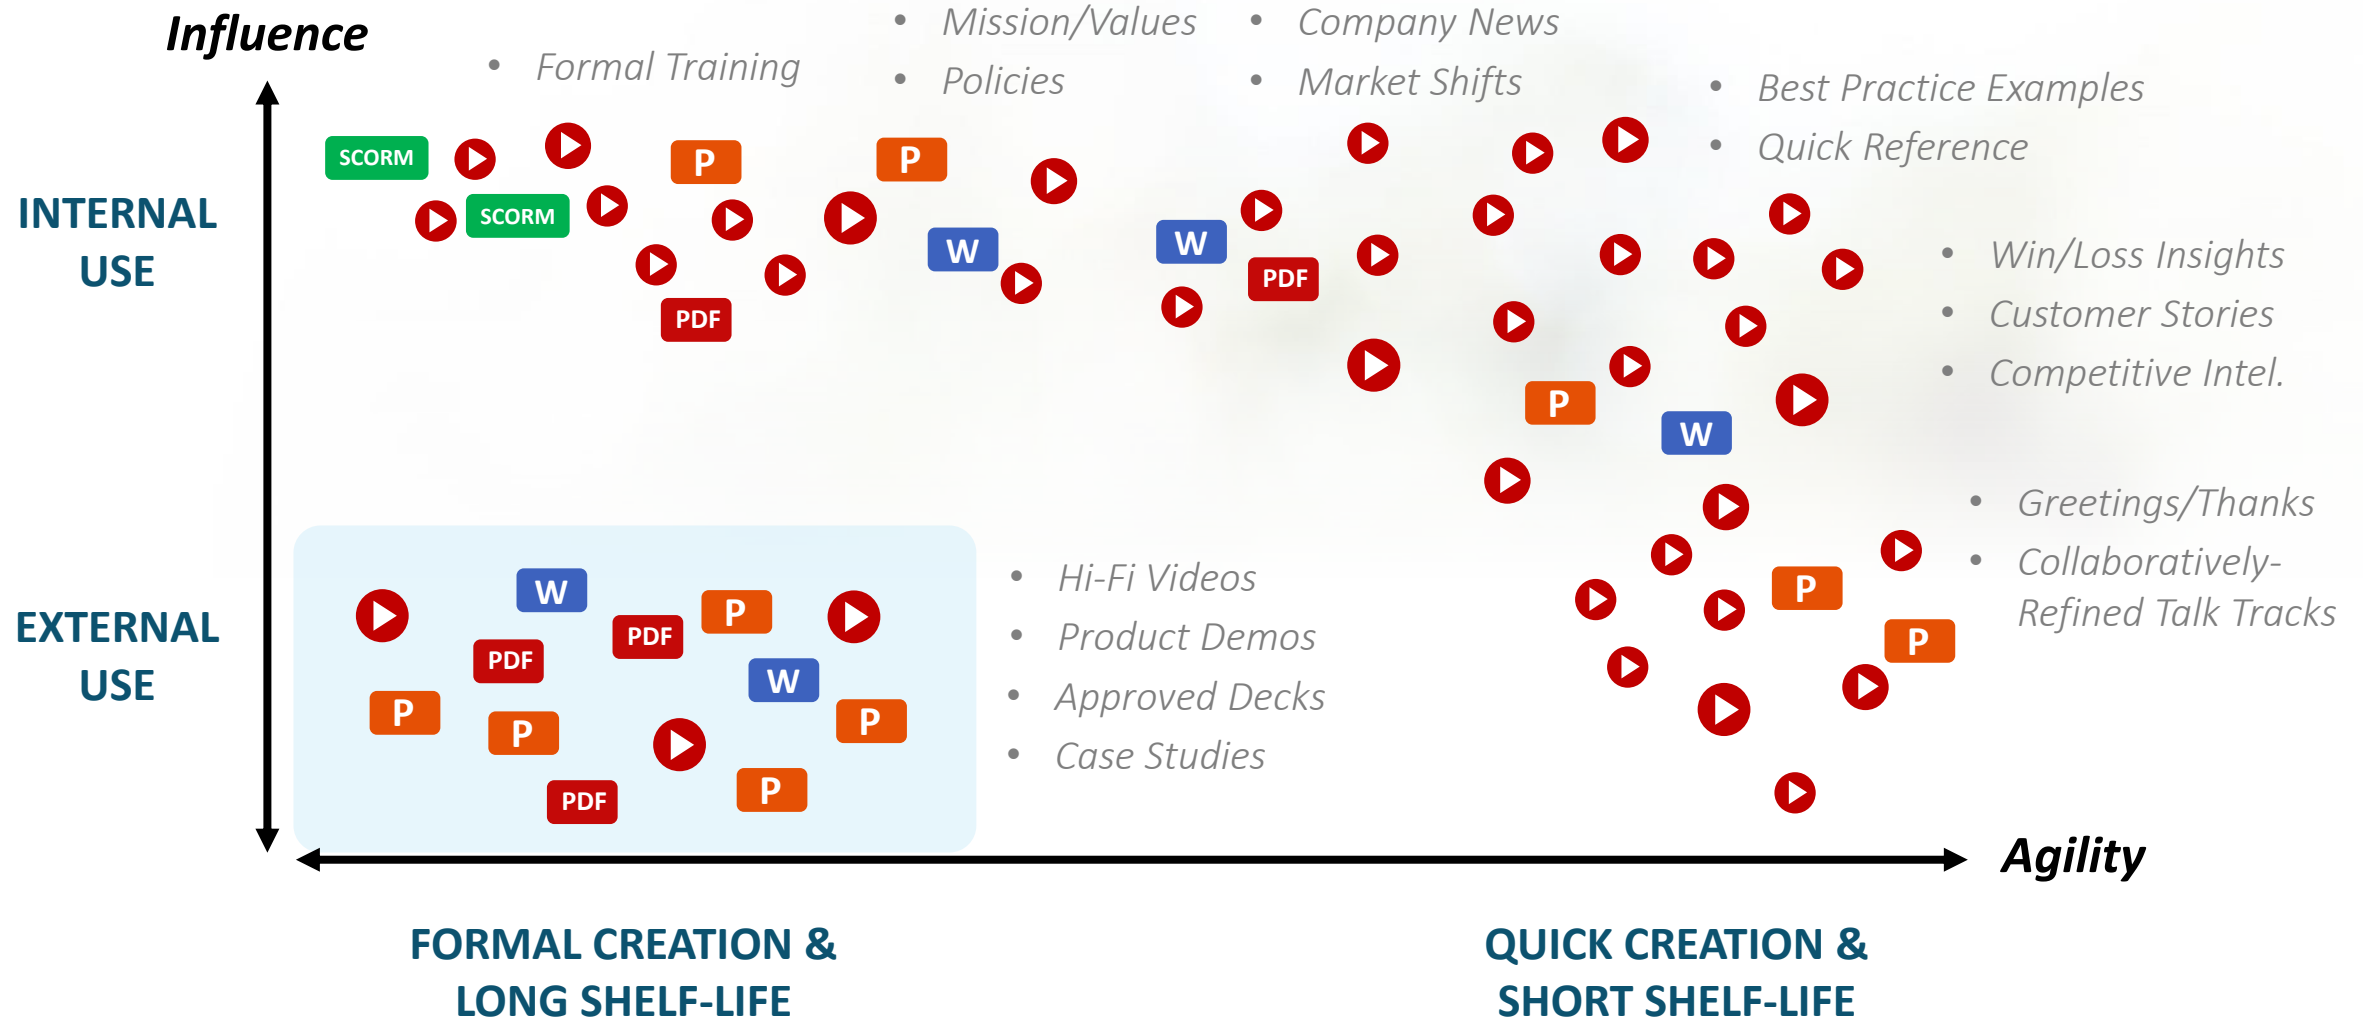 Influence
• Mission/Values
• Company News
• Formal Training
• Policies
• Market Shifts
• Best Practice Examples
• Quick Reference
SCORM
P
P
INTERNAL
USE
SCORM
W
W
PDF
PDF
• Win/Loss Insights
• Customer Stories
• Competitive Intel.
P
W
• Greetings/Thanks
• Collaboratively-
Refined Talk Tracks
EXTERNAL
USE
W
P
PDF
PDF
W
P
P
P
P
PDF
• Hi-Fi Videos
• Product Demos
• Approved Decks
• Case Studies
P
P
Agility
FORMAL CREATION &
LONG SHELF-LIFE
QUICK CREATION &
SHORT SHELF-LIFE